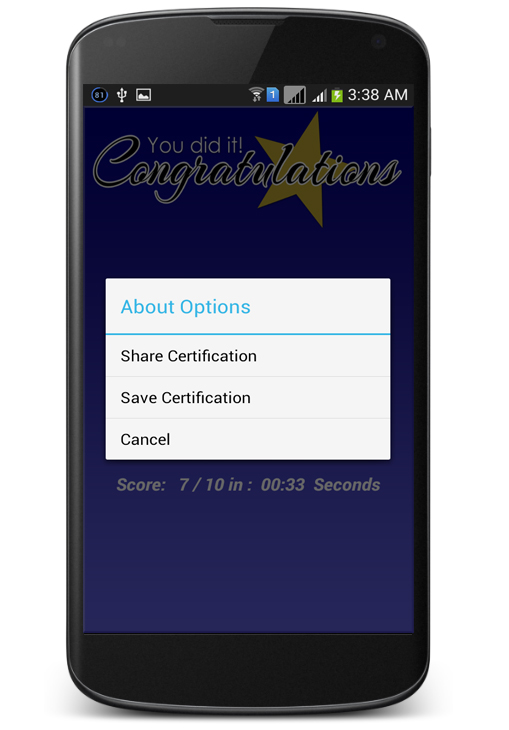 81 1 3:38 AM
You did it!
Congratulations
About Options
Share Certification
Save Certification
Cancel
Score: 7 / 10 in : 00:33 Seconds